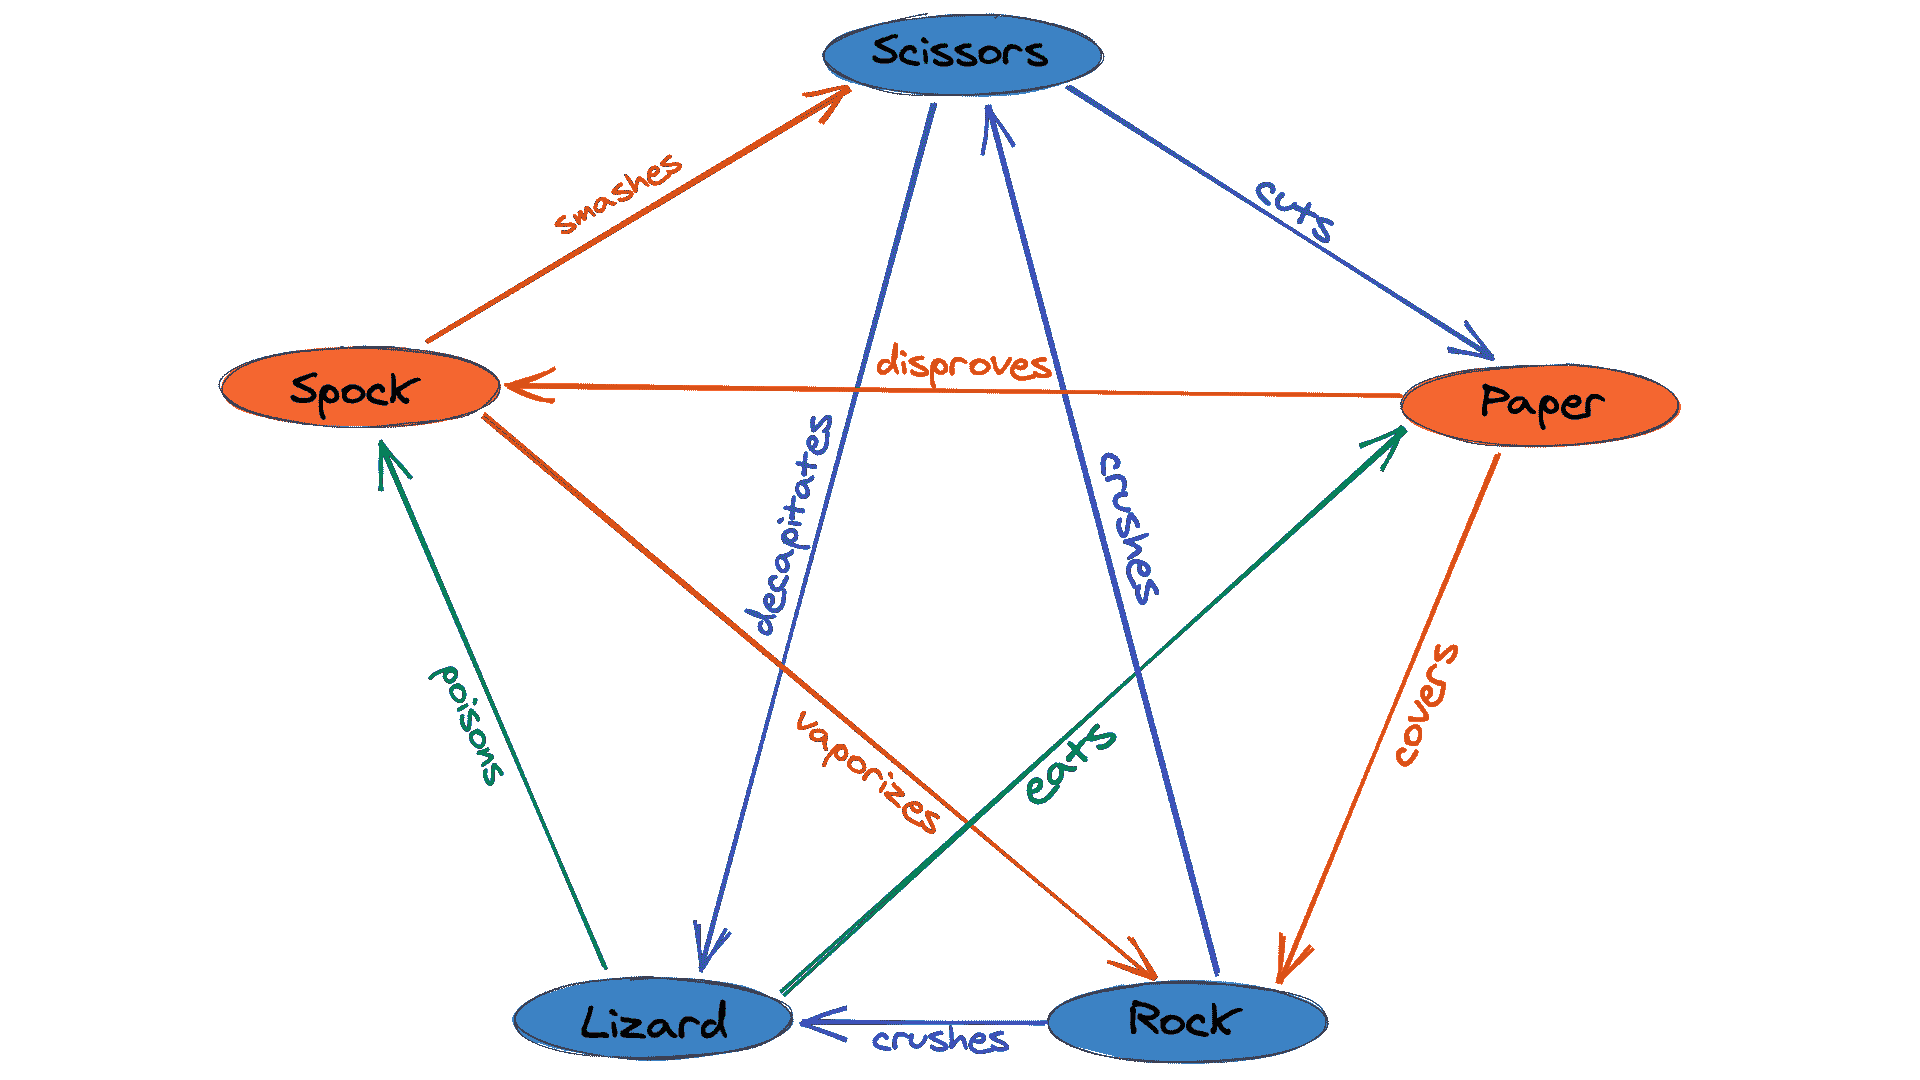 Scissors
smashes
cuts
disproves
Spock
Paper
decapitates
crushes
poisons
vaporizes
eats
covers
Lizard
crushes
Rock